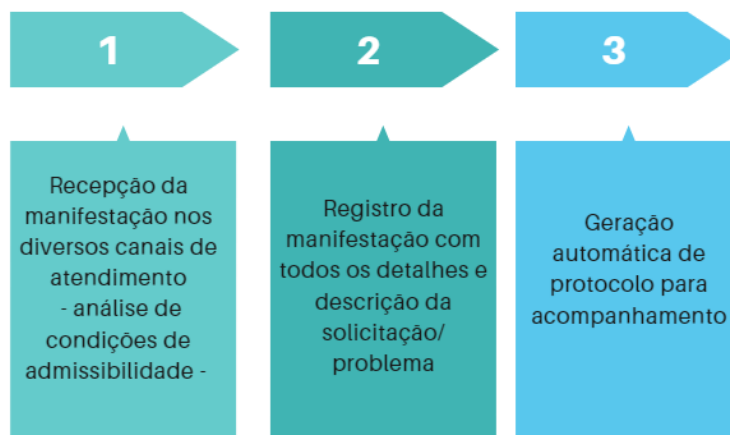 1
2
3
Recepção da
manifestação nos
diversos canais de
atendimento
- análise de
condições de
admissibilidade -
Registro da
manifestação com
todos os detalhes e
descrição da
solicitação/
problema
Geração
automática de
protocolo para
acompanhamento